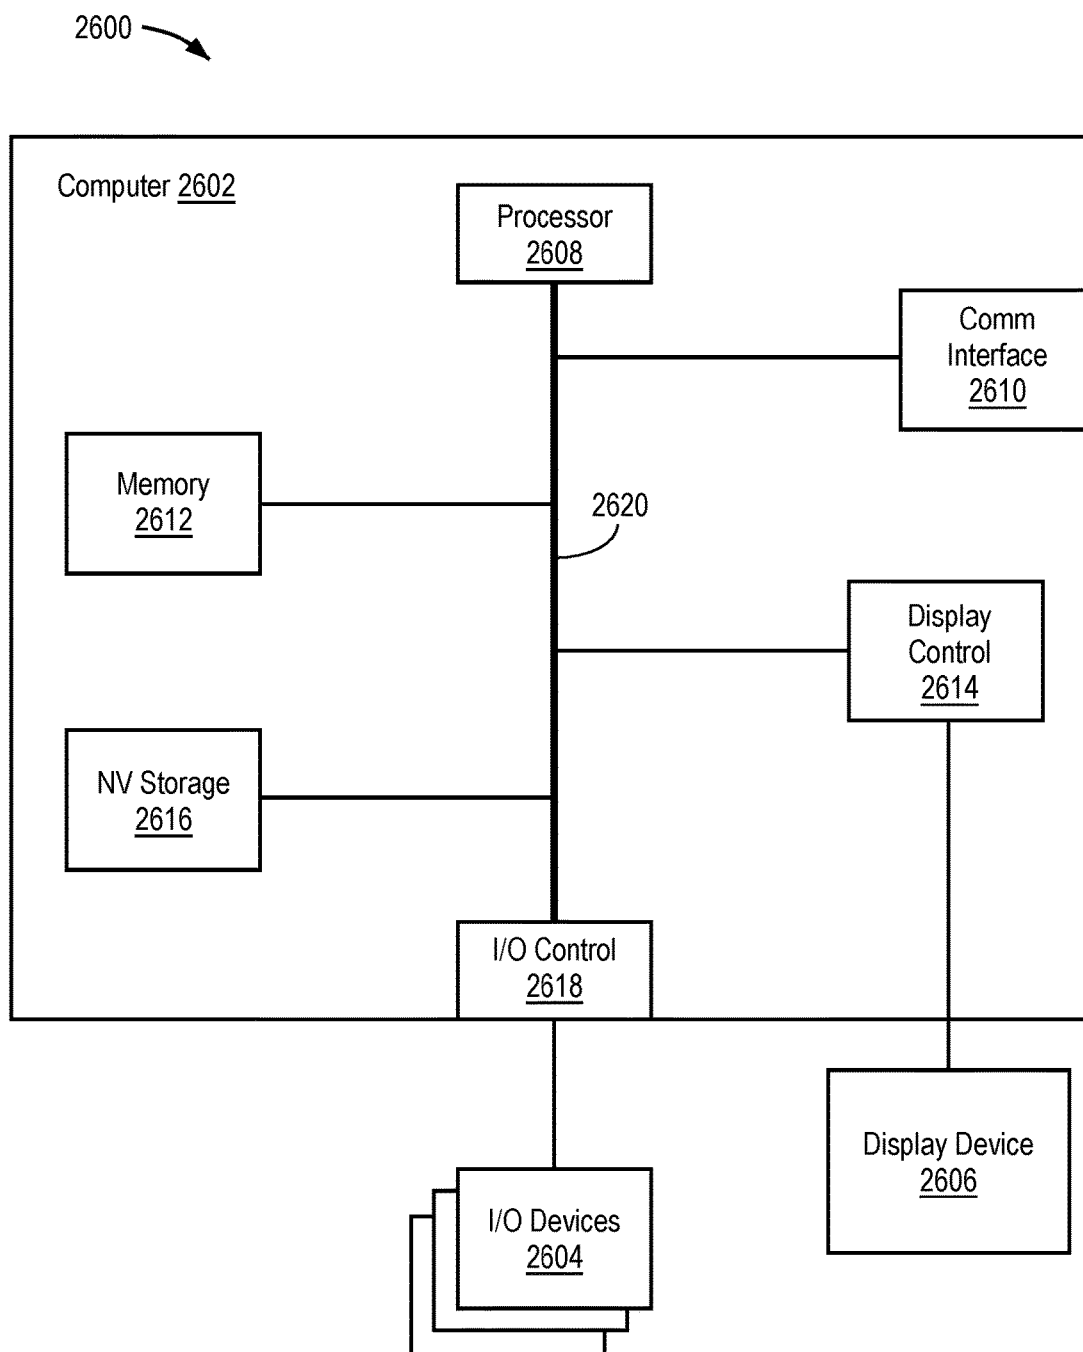 2600
Computer 2602
Processor
2608
Comm
Interface
2610
Memory
2612
2620
Display
Control
2614
NV Storage
2616
I/O Control
2618
Display Device
2606
I/O Devices
2604